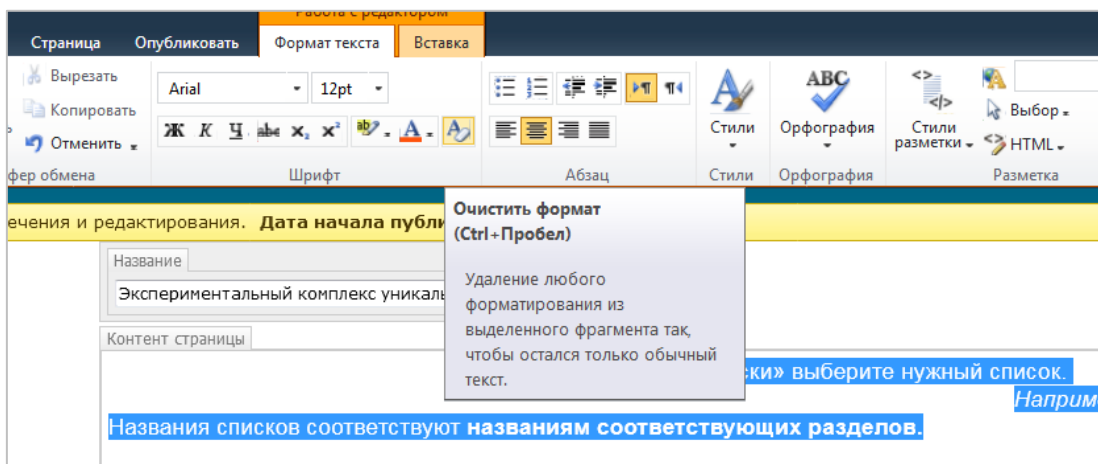 Работа с редактором
Страница Опубликовать Формат текста Вставка
Вырезать
Копировать
Отменить
Arial 12pt
Ж К Ч abc x₂ x² ab A A
Стили Орфография Стили разметки
ABC
Выбор
HTML
фер обмена Шрифт Абзац Стили Орфография Разметка
ечения и редактирования. Дата начала публи
Очистить формат
(Ctrl+Пробел)
Удаление любого
форматирования из
выделенного фрагмента так,
чтобы остался только обычный
текст.
Название
Экспериментальный комплекс уникаль
Контент страницы
ски» выберите нужный список.
Наприм
Названия списков соответствуют названиям соответствующих разделов.